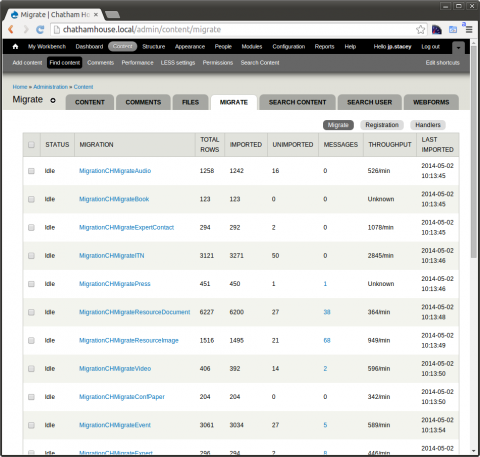 Migrate | Chatham Ho
chathamhouse.local/admin/content/migrate
My Workbench Dashboard Content Structure Appearance People Modules Configuration Reports Help Hello jp.stacey Log out
Add content Find content Comments Performance LESS settings Permissions Search Content Edit shortcuts
Home » Administration » Content
Migrate
CONTENT COMMENTS FILES MIGRATE SEARCH CONTENT SEARCH USER WEBFORMS
Migrate Registration Handlers
STATUS MIGRATION TOTAL ROWS IMPORTED UNIMPORTED MESSAGES THROUGHPUT LAST IMPORTED
Idle MigrationCHMigrateAudio 1258 1242 16 0 526/min 2014-05-02 10:13:45
Idle MigrationCHMigrateBook 123 123 0 0 Unknown 2014-05-02 10:13:45
Idle MigrationCHMigrateExpertContact 294 292 2 0 1078/min 2014-05-02 10:13:45
Idle MigrationCHMigrateITN 3121 3271 50 0 2845/min 2014-05-02 10:13:46
Idle MigrationCHMigratePress 451 450 1 1 Unknown 2014-05-02 10:13:46
Idle MigrationCHMigrateResourceDocument 6227 6200 27 38 364/min 2014-05-02 10:13:48
Idle MigrationCHMigrateResourceImage 1516 1495 21 68 949/min 2014-05-02 10:13:49
Idle MigrationCHMigrateVideo 406 392 14 2 596/min 2014-05-02 10:13:50
Idle MigrationCHMigrateConfPaper 204 204 0 0 342/min 2014-05-02 10:13:50
Idle MigrationCHMigrateEvent 3061 3034 27 5 589/min 2014-05-02 10:13:54
Idle MigrationCHMigrateExpert 296 294 2 8 446/min 2014-05-02